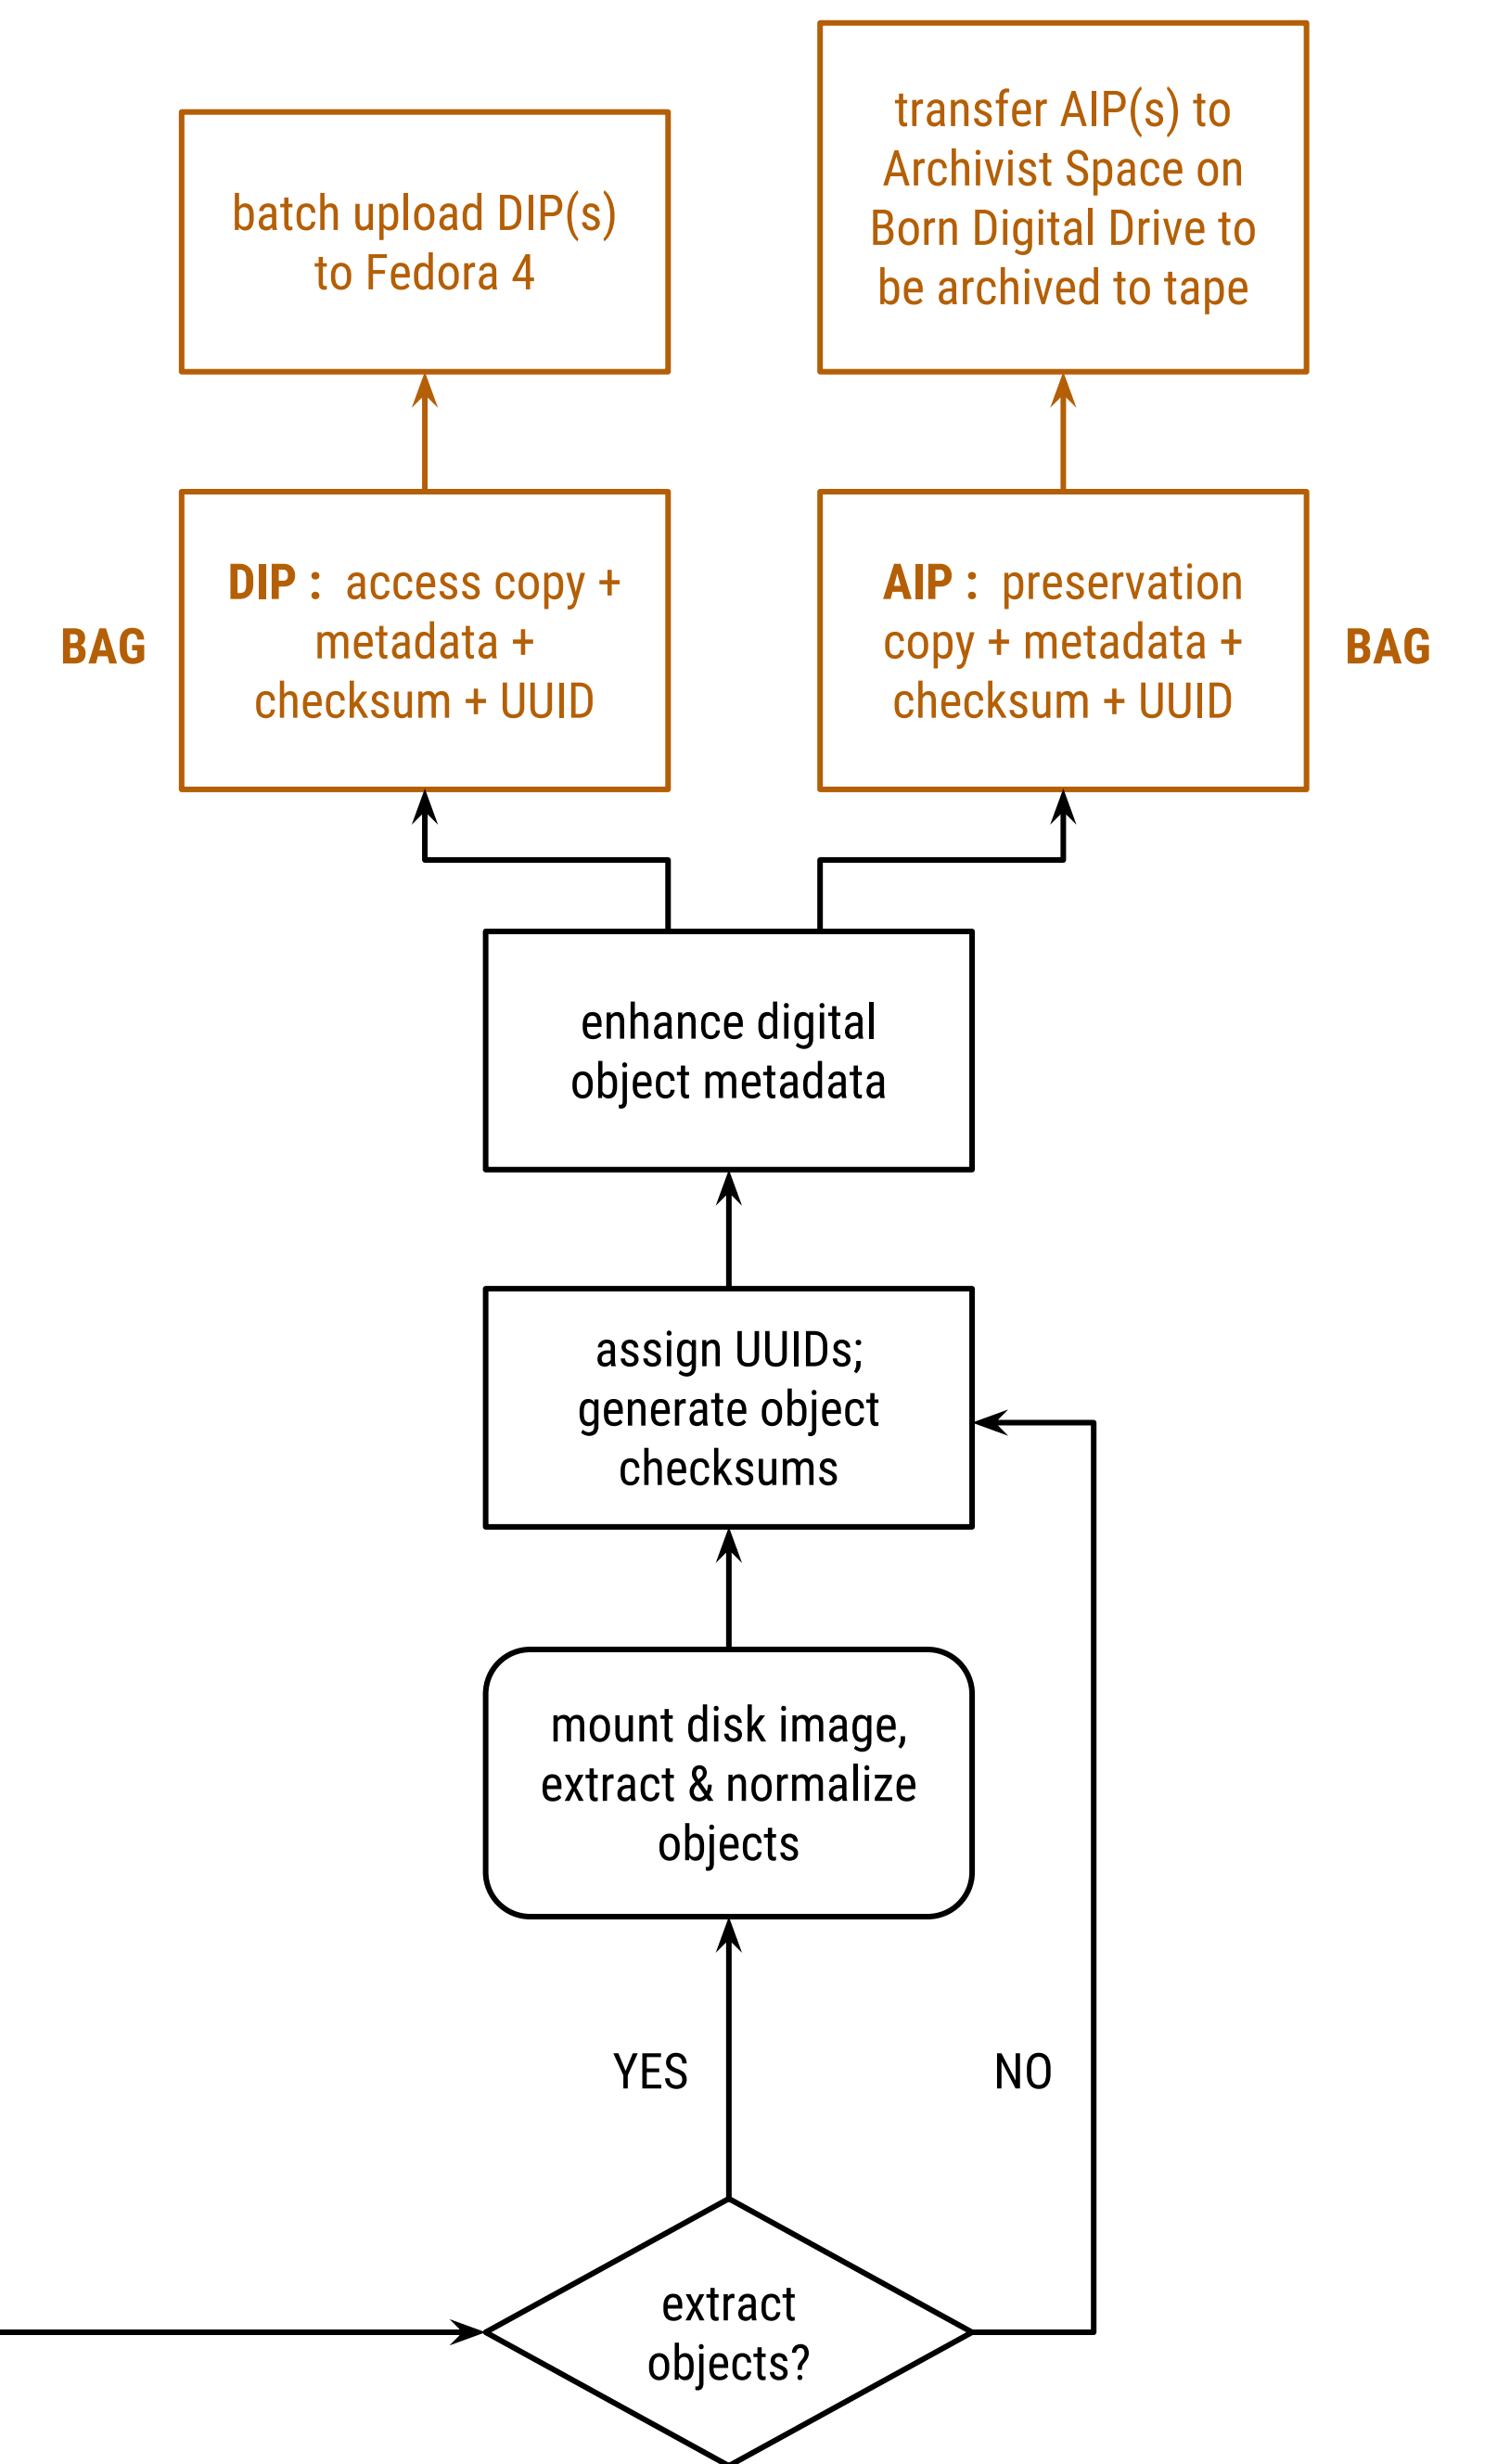 transfer AIP(s) to
Archivist Space on
Born Digital Drive to
be archived to tape
batch upload DIP(s)
to Fedora 4
BAG
DIP : access copy +
metadata +
checksum + UUID
AIP : preservation
copy + metadata +
checksum + UUID
BAG
enhance digital
object metadata
assign UUIDs;
generate object
checksums
mount disk image,
extract & normalize
objects
YES
NO
extract
objects?